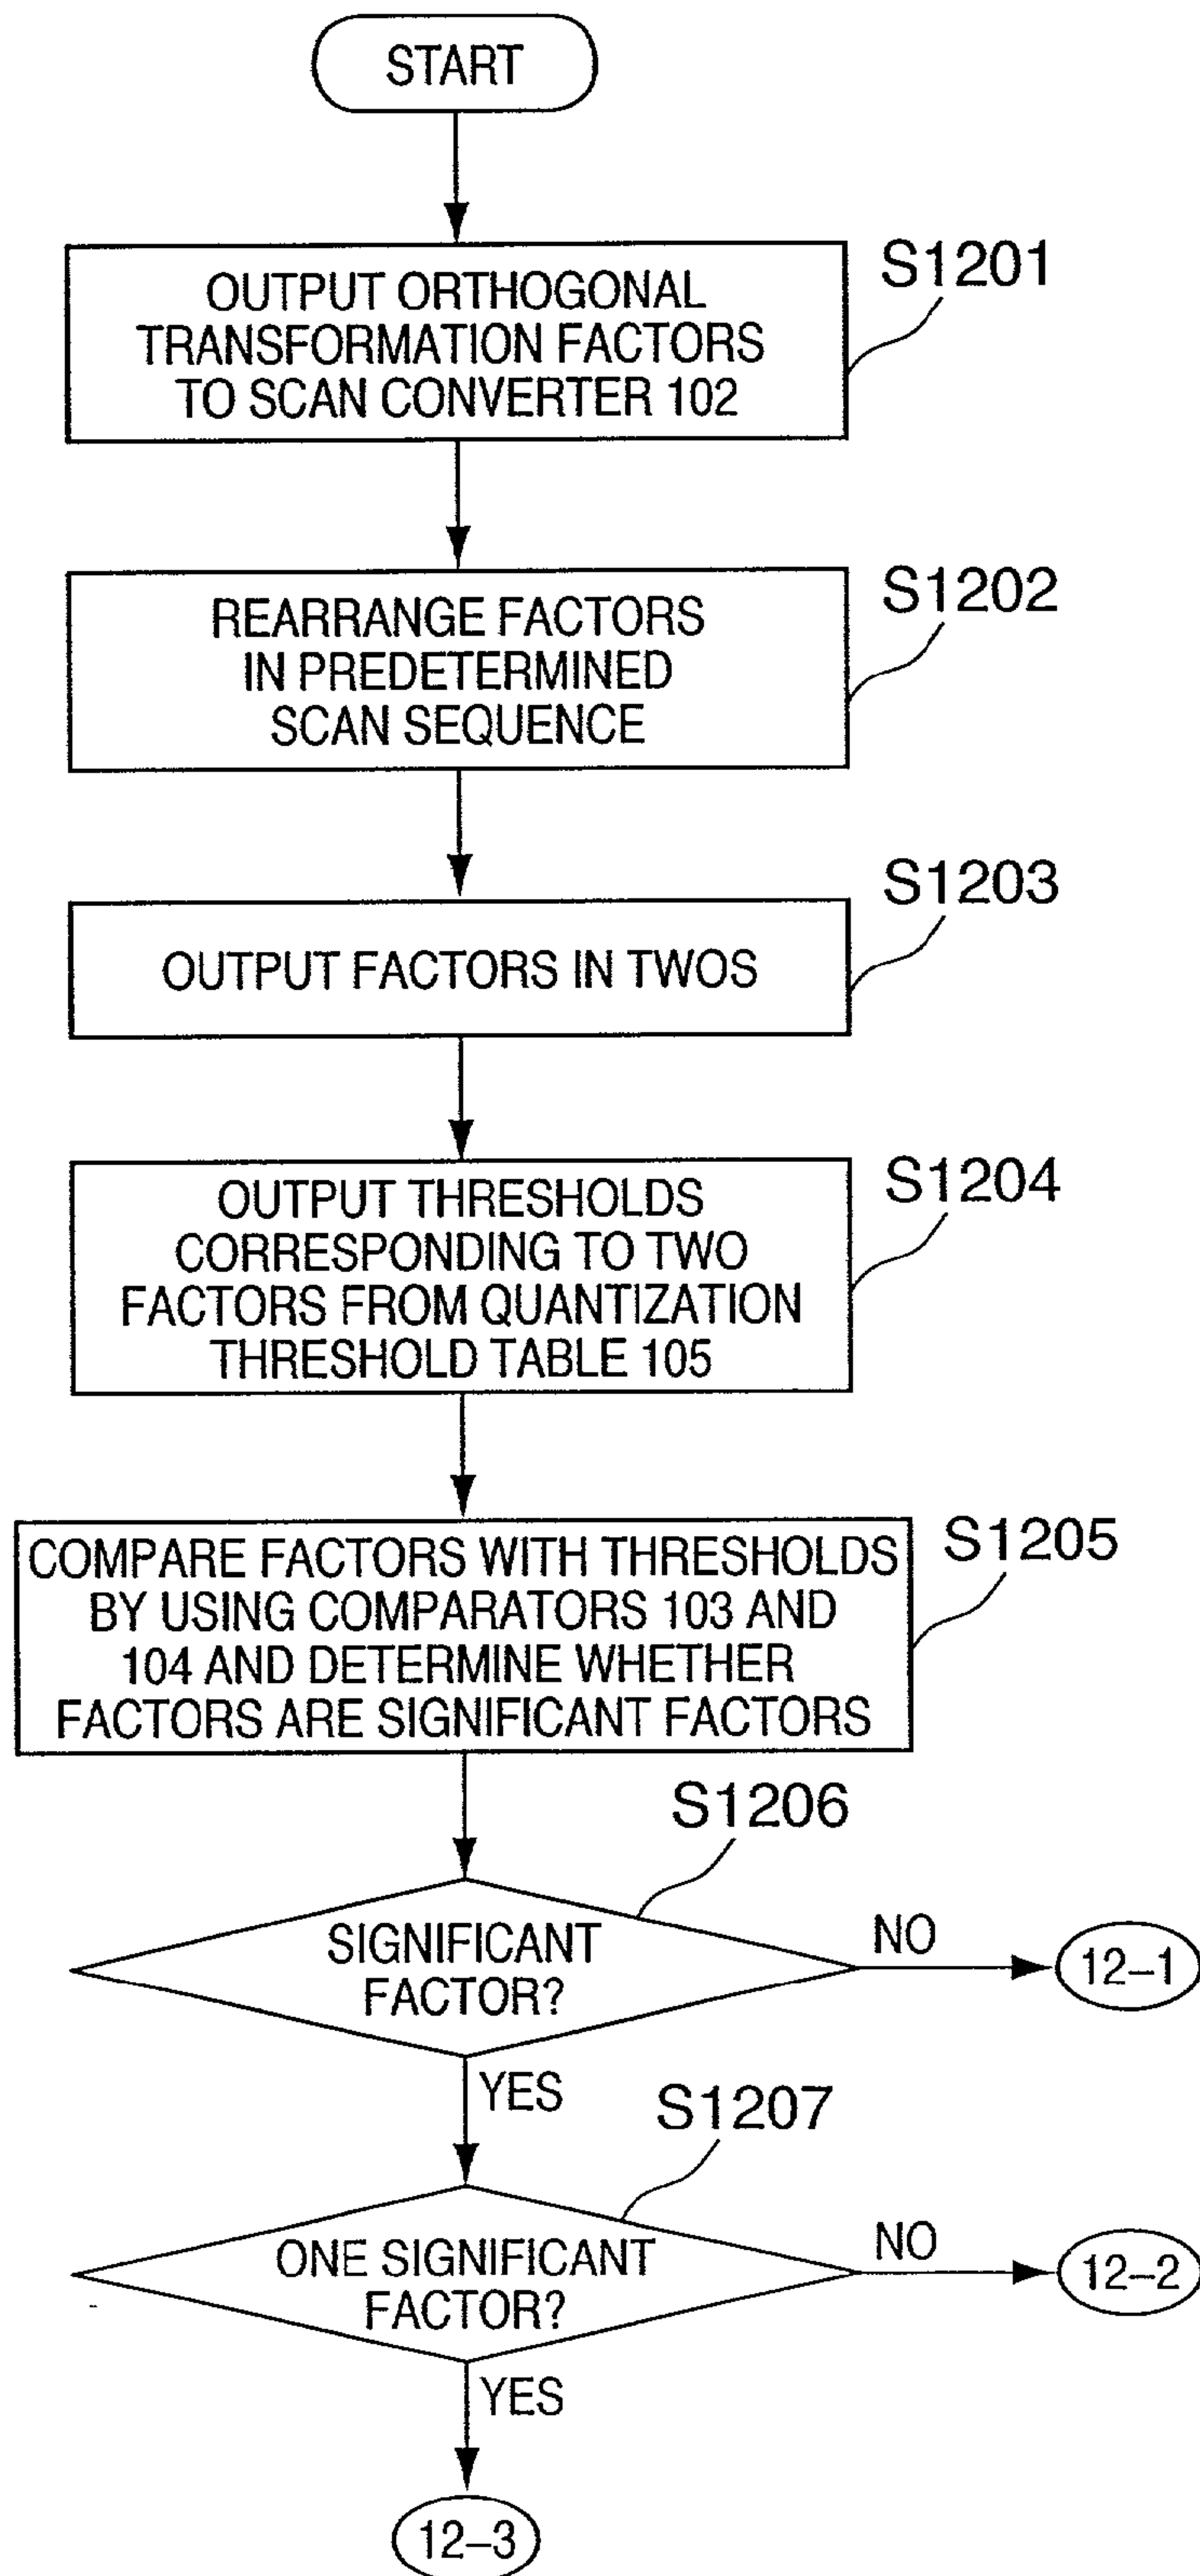 START
S1201
OUTPUT ORTHOGONAL
TRANSFORMATION FACTORS
TO SCAN CONVERTER 102
S1202
REARRANGE FACTORS
IN PREDETERMINED
SCAN SEQUENCE
S1203
OUTPUT FACTORS IN TWOS
S1204
OUTPUT THRESHOLDS
CORRESPONDING TO TWO
FACTORS FROM QUANTIZATION
THRESHOLD TABLE 105
S1205
COMPARE FACTORS WITH THRESHOLDS
BY USING COMPARATORS 103 AND
104 AND DETERMINE WHETHER
FACTORS ARE SIGNIFICANT FACTORS
S1206
SIGNIFICANT
FACTOR?
NO
12–1
YES
S1207
ONE SIGNIFICANT
FACTOR?
NO
12–2
YES
12–3